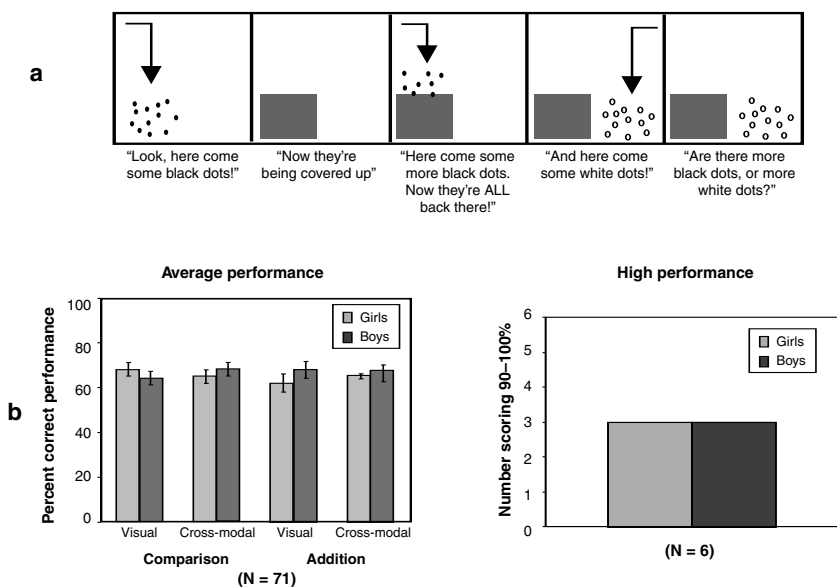 a
“Look, here come
some black dots!”
“Now they’re
being covered up”
“Here come some
more black dots.
Now they’re ALL
back there!”
“And here come
some white dots!”
“Are there more
black dots, or more
white dots?”
b
Average performance
Percent correct performance
100
80
60
40
20
0
Girls
Boys
Visual
Cross-modal
Visual
Cross-modal
Comparison
Addition
(N = 71)
High performance
Number scoring 90–100%
6
5
4
3
2
1
0
Girls
Boys
(N = 6)